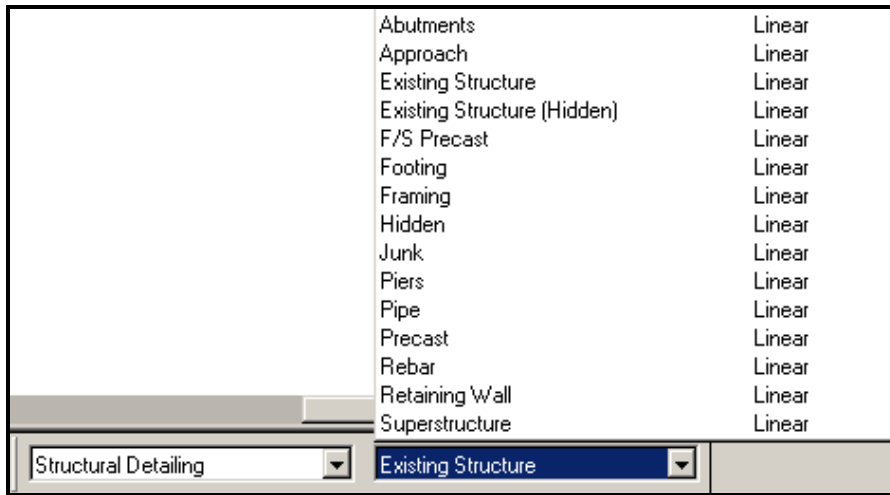 Abutments Linear
Approach Linear
Existing Structure Linear
Existing Structure (Hidden) Linear
F/S Precast Linear
Footing Linear
Framing Linear
Hidden Linear
Junk Linear
Piers Linear
Pipe Linear
Precast Linear
Rebar Linear
Retaining Wall Linear
Superstructure Linear
Structural Detailing Existing Structure